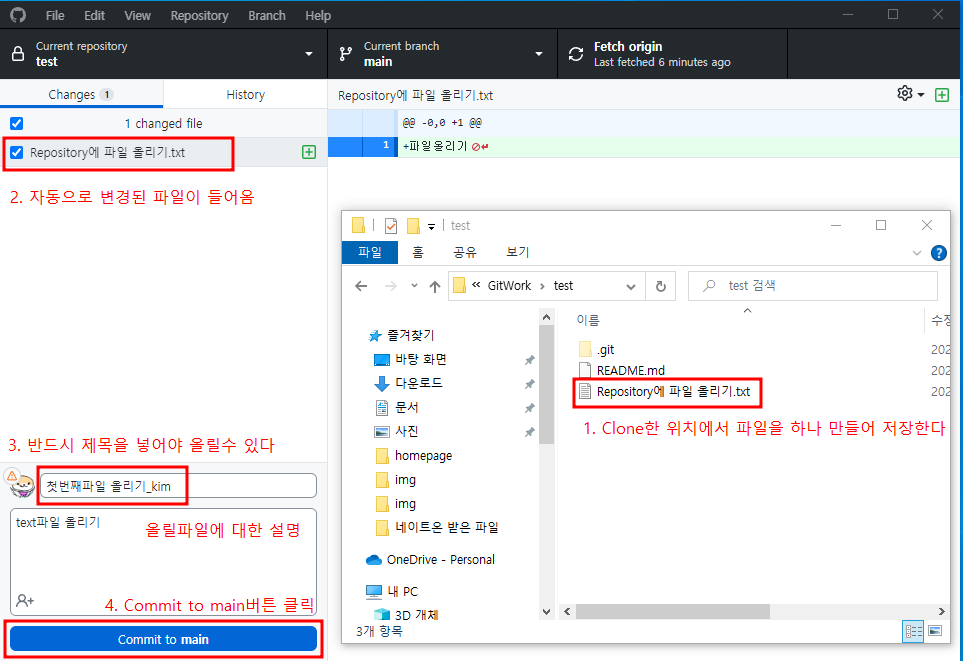 File Edit View Repository Branch Help
Current repository
test
Current branch
main
Fetch origin
Last fetched 6 minutes ago
Changes 1
History
Repository에 파일 올리기.txt
1 changed file
@@ -0,0 +1 @@
Repository에 파일 올리기.txt
1 +파일올리기
2. 자동으로 변경된 파일이 들어옴
test
파일 홈 공유 보기
« GitWork › test
test 검색
이름
수정
즐겨찾기
바탕 화면
다운로드
문서
사진
homepage
img
img
네이트온 받은 파일
OneDrive - Personal
내 PC
3D 개체
3개 항목
.git
202
README.md
202
Repository에 파일 올리기.txt
202
1. Clone한 위치에서 파일을 하나 만들어 저장한다
3. 반드시 제목을 넣어야 올릴수 있다
첫번째파일 올리기_kim
text파일 올리기
올릴파일에 대한 설명
4. Commit to main버튼 클릭
Commit to main